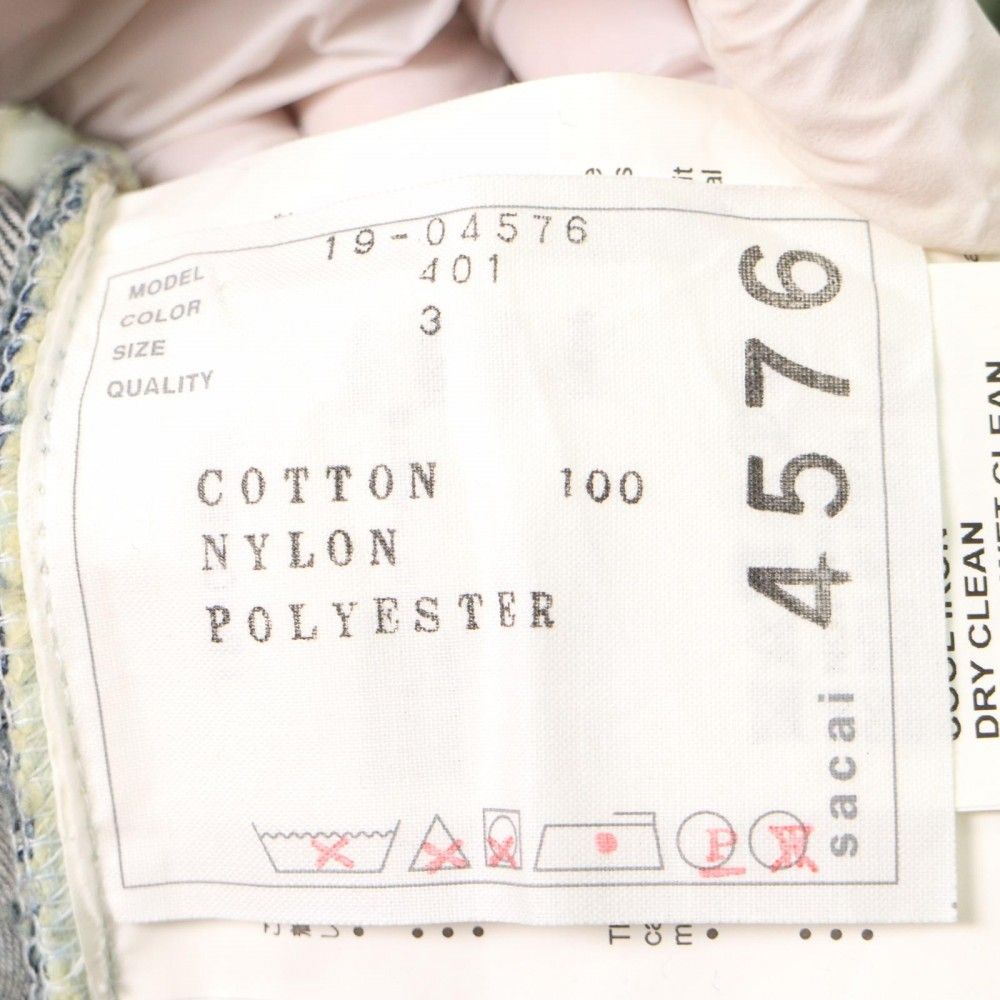 MODEL 19-04576
COLOR 401
SIZE 3
QUALITY
COTTON 100
NYLON
POLYESTER
4576
sacai
P
DRY CLEAN